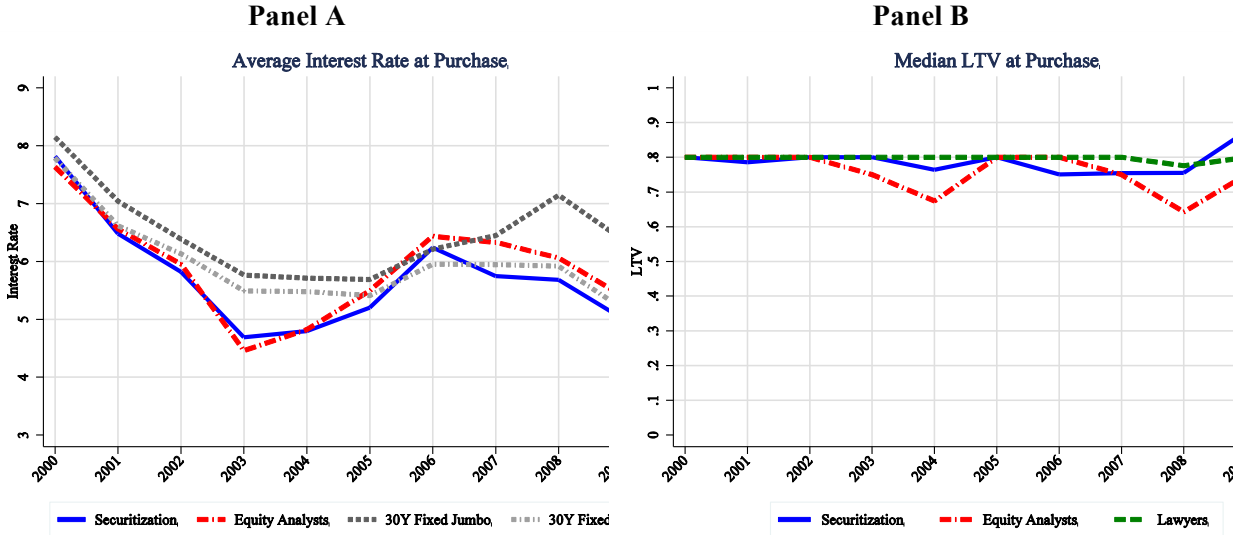 Panel A
Average Interest Rate at Purchase
Interest Rate
9
8
7
6
5
4
3
2000 2001 2002 2003 2004 2005 2006 2007 2008
Securitization Equity Analysts 30Y Fixed Jumbo 30Y Fixed
Panel B
Median LTV at Purchase
LTV
1
.9
.8
.7
.6
.5
.4
.3
.2
.1
0
2000 2001 2002 2003 2004 2005 2006 2007 2008
Securitization Equity Analysts Lawyers